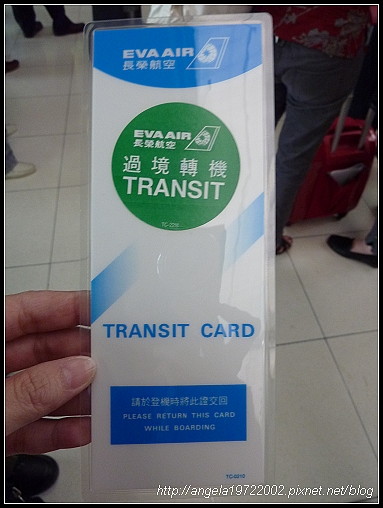 EVA AIR
長榮航空
EVA AIR
長榮航空
過境轉機
TRANSIT
TRANSIT CARD
請於登機時將此證交回
PLEASE RETURN THIS CARD
WHILE BOARDING
http://angela19722002.pixnet.net/blog